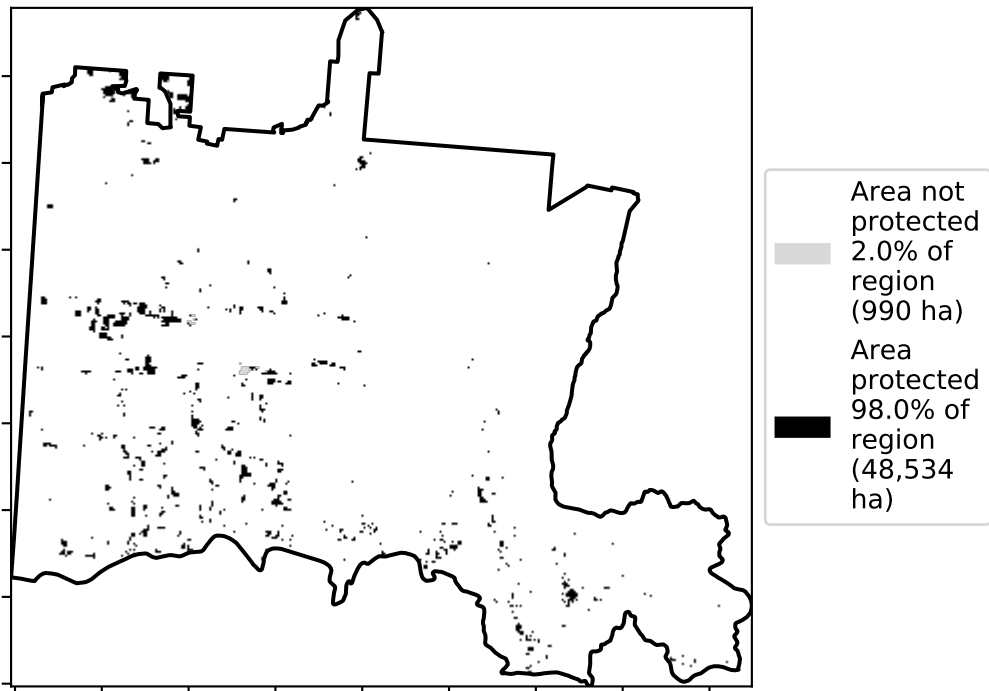 Area not
protected
2.0% of
region
(990 ha)
Area
protected
98.0% of
region
(48,534
ha)